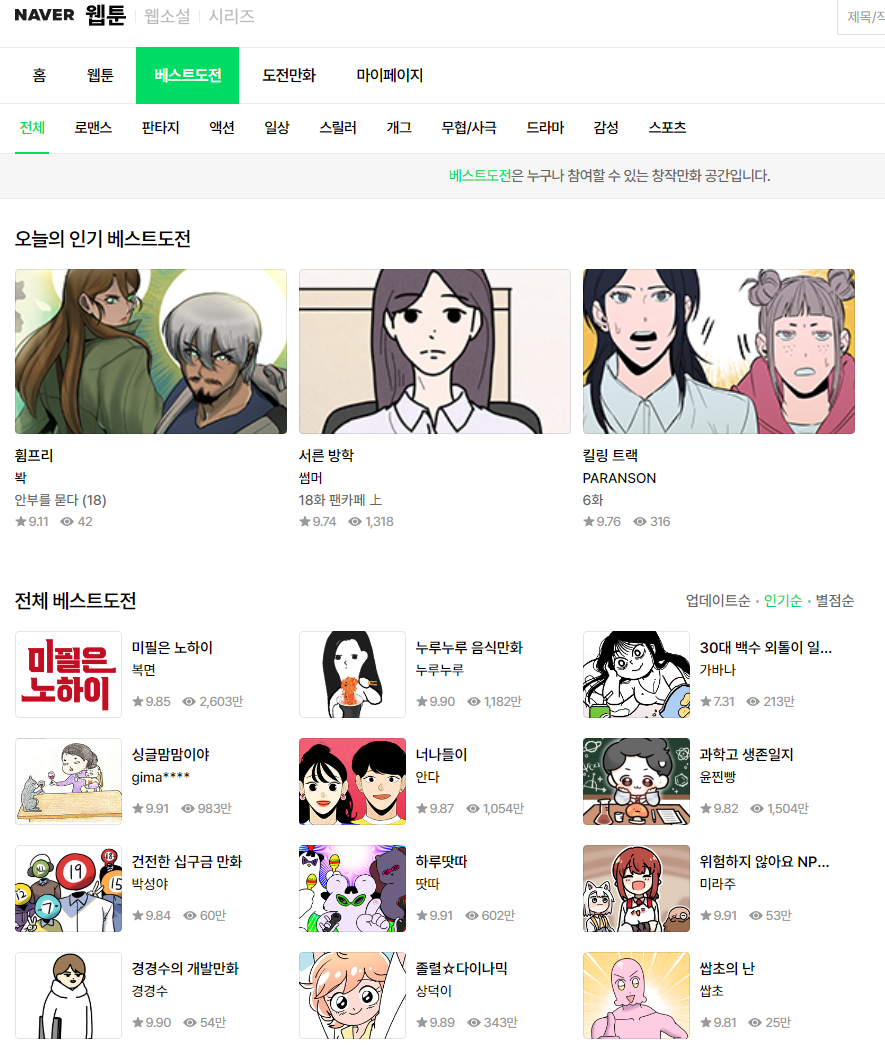 NAVER 웹툰 웹소설 시리즈
제목/작
홈 웹툰 베스트도전 도전만화 마이페이지
전체 로맨스 판타지 액션 일상 스릴러 개그 무협/사극 드라마 감성 스포츠
베스트도전은 누구나 참여할 수 있는 창작만화 공간입니다.
오늘의 인기 베스트도전
휨프리
봑
안부를 묻다 (18)
★9.11 42
서른 방학
썸머
18화 팬카페 上
★9.74 1,318
킬링 트랙
PARANSON
6화
★9.76 316
전체 베스트도전
업데이트순 · 인기순 · 별점순
미필은
노하이
미필은 노하이
복면
★9.85 2,603만
누루누루 음식만화
누루누루
★9.90 1,182만
30대 백수 외톨이 일...
가바나
★7.31 213만
싱글맘맘이야
gima****
★9.91 983만
너나들이
안다
★9.87 1,054만
과학고 생존일지
윤찐빵
★9.82 1,504만
19
15
12
7
건전한 십구금 만화
박성야
★9.84 60만
하루땃따
땃따
★9.91 602만
위험하지 않아요 NP...
미라주
★9.91 53만
경경수의 개발만화
경경수
★9.90 54만
졸렬☆다이나믹
상덕이
★9.89 343만
쌉초의 난
쌉초
★9.81 25만